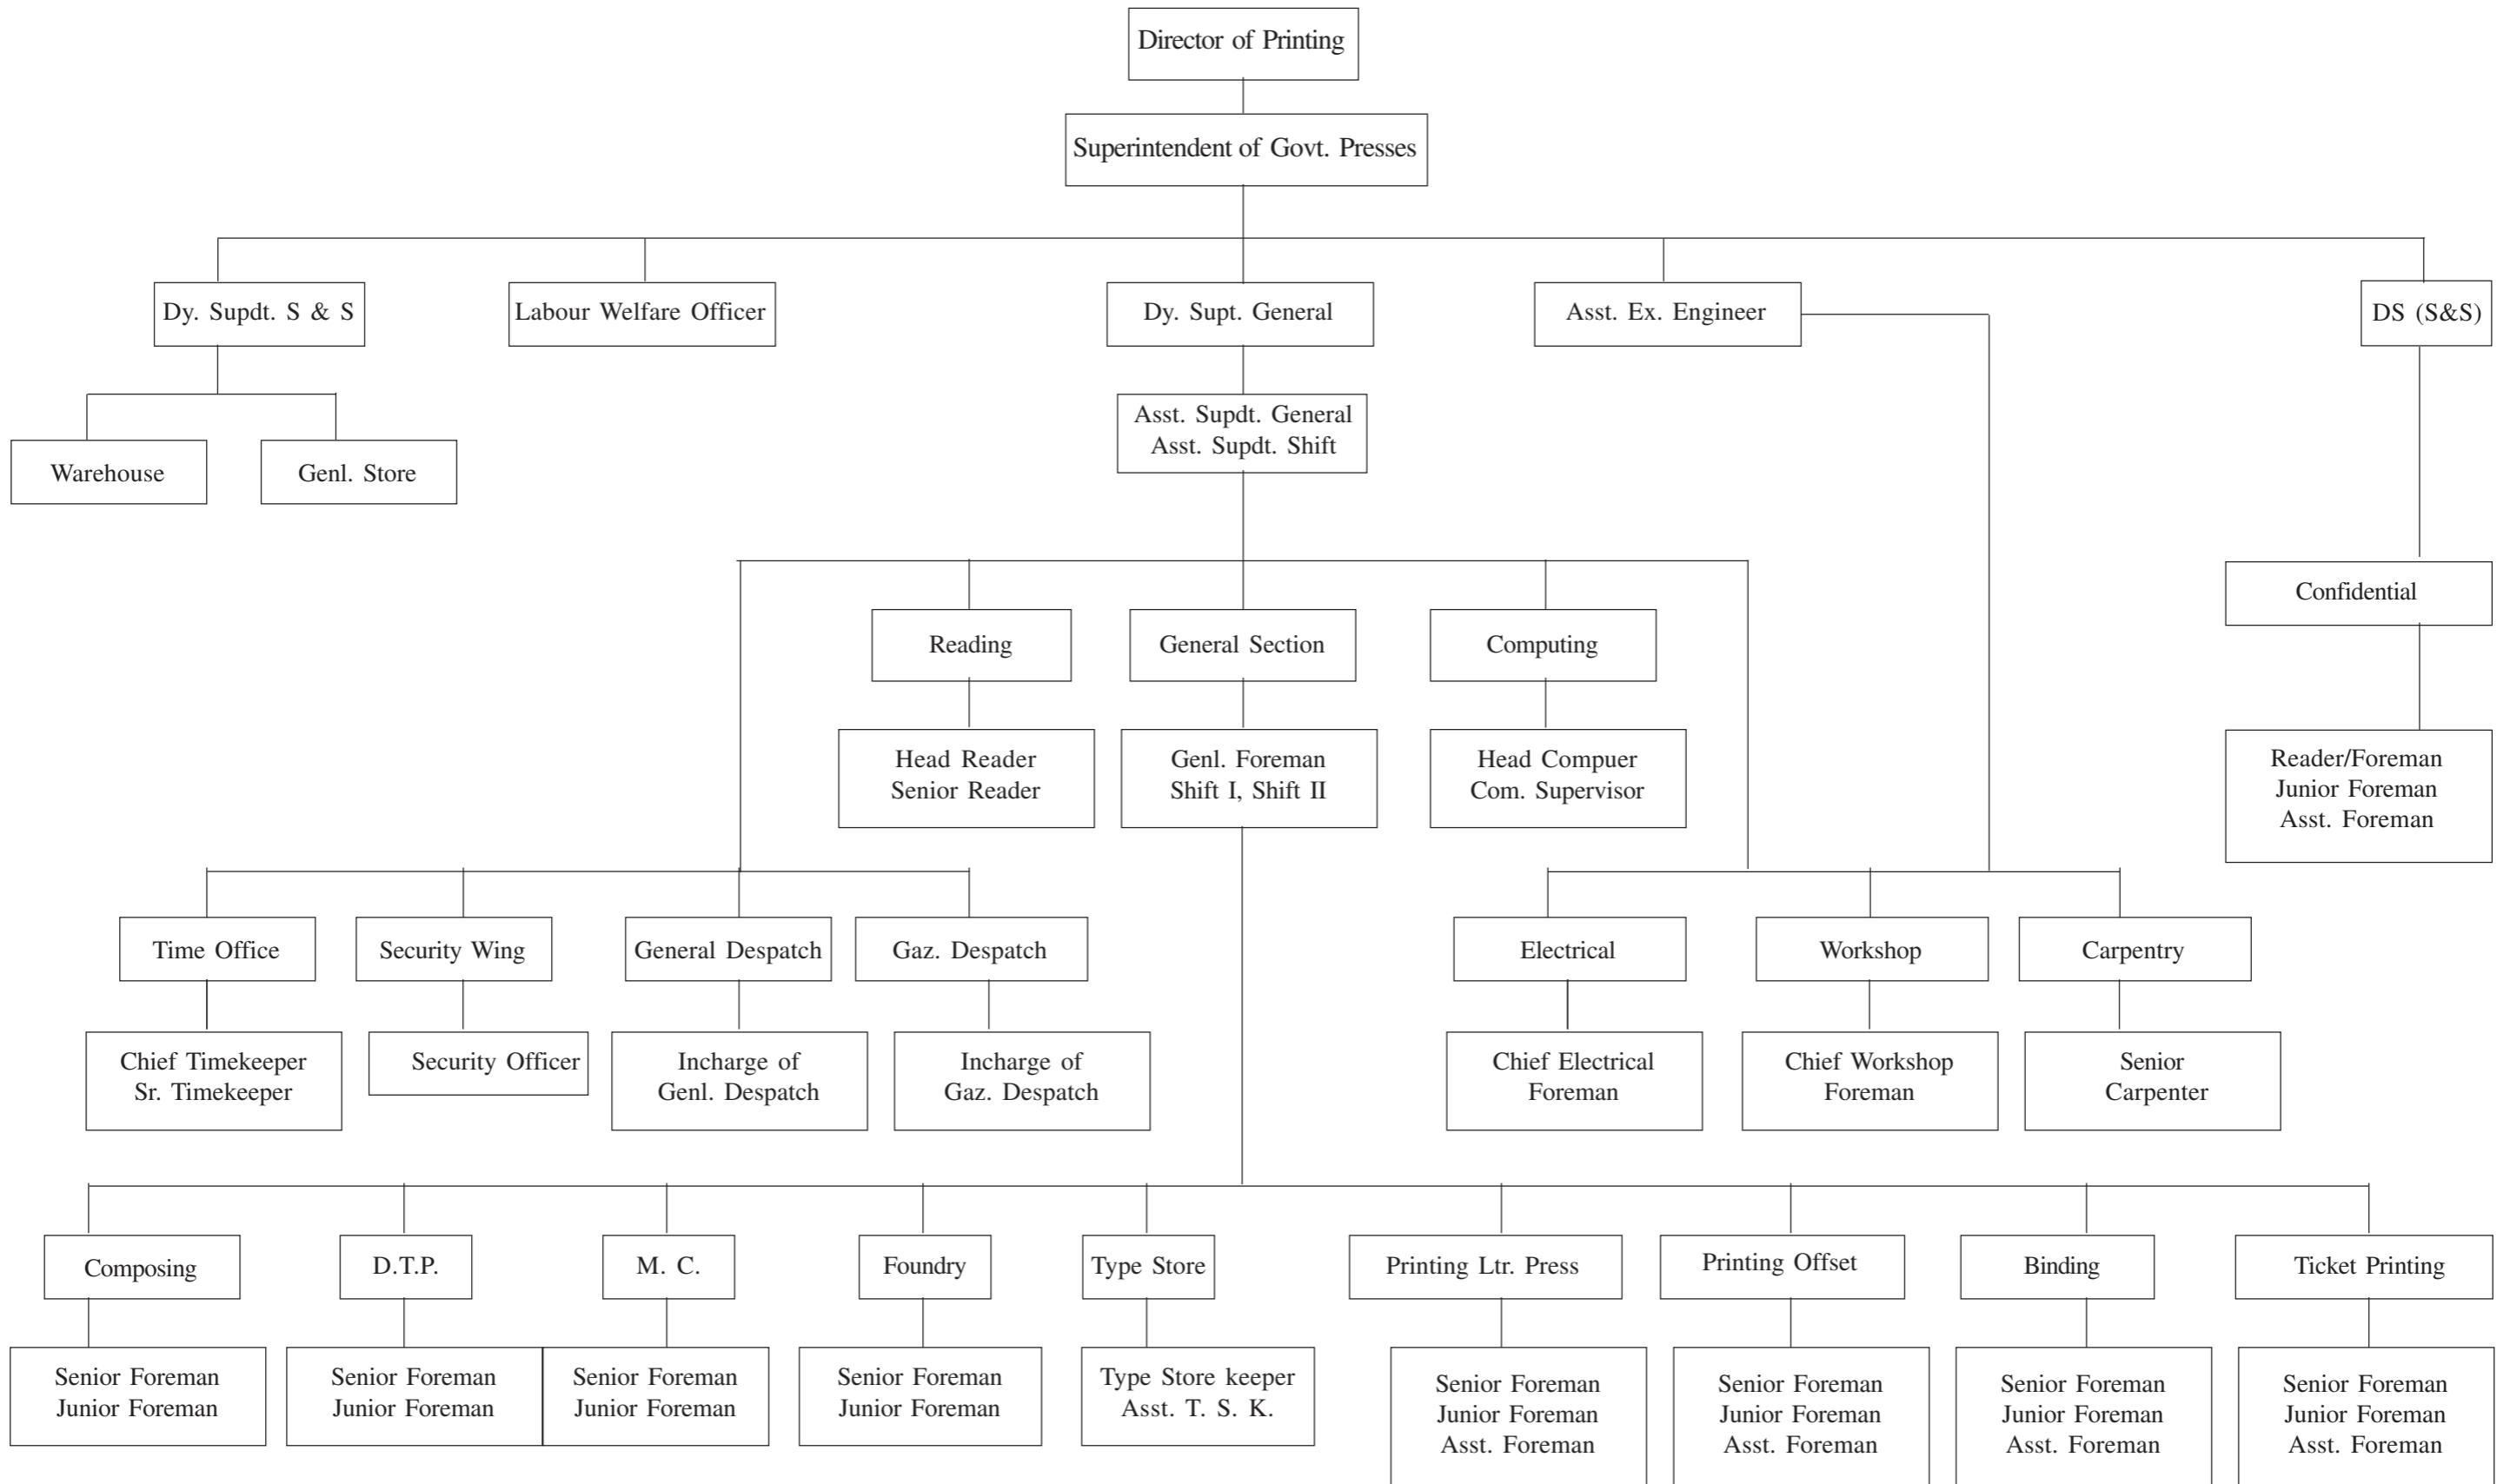 Director of Printing
Superintendent of Govt. Presses
Dy. Supdt. S & S
Labour Welfare Officer
Dy. Supt. General
Asst. Ex. Engineer
DS (S&S)
Asst. Supdt. General
Asst. Supdt. Shift
Warehouse
Genl. Store
Confidential
Reading
General Section
Computing
Head Reader
Senior Reader
Genl. Foreman
Shift I, Shift II
Head Compuer
Com. Supervisor
Reader/Foreman
Junior Foreman
Asst. Foreman
Time Office
Security Wing
General Despatch
Gaz. Despatch
Electrical
Workshop
Carpentry
Chief Timekeeper
Sr. Timekeeper
Security Officer
Incharge of
Genl. Despatch
Incharge of
Gaz. Despatch
Chief Electrical
Foreman
Chief Workshop
Foreman
Senior
Carpenter
Composing
D.T.P.
M. C.
Foundry
Type Store
Printing Ltr. Press
Printing Offset
Binding
Ticket Printing
Senior Foreman
Junior Foreman
Senior Foreman
Junior Foreman
Senior Foreman
Junior Foreman
Senior Foreman
Junior Foreman
Type Store keeper
Asst. T. S. K.
Senior Foreman
Junior Foreman
Asst. Foreman
Senior Foreman
Junior Foreman
Asst. Foreman
Senior Foreman
Junior Foreman
Asst. Foreman
Senior Foreman
Junior Foreman
Asst. Foreman